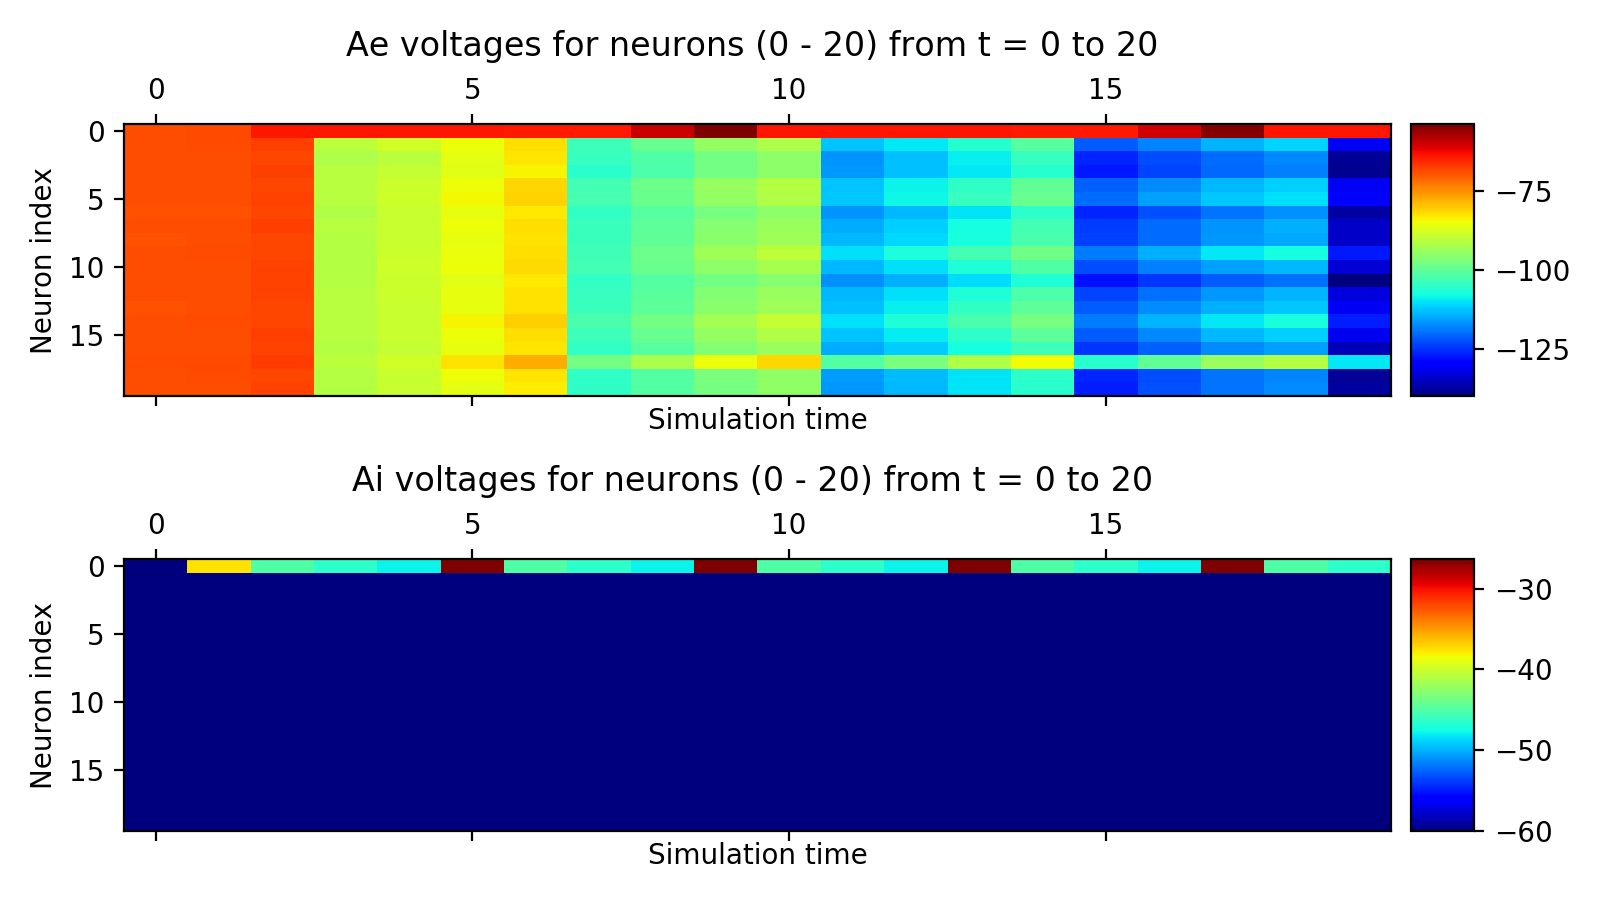 Ae voltages for neurons (0 - 20) from t = 0 to 20
0 5 10 15
Neuron index
0
5
10
15
−75
−100
−125
Simulation time
Ai voltages for neurons (0 - 20) from t = 0 to 20
0 5 10 15
Neuron index
0
5
10
15
−30
−40
−50
−60
Simulation time